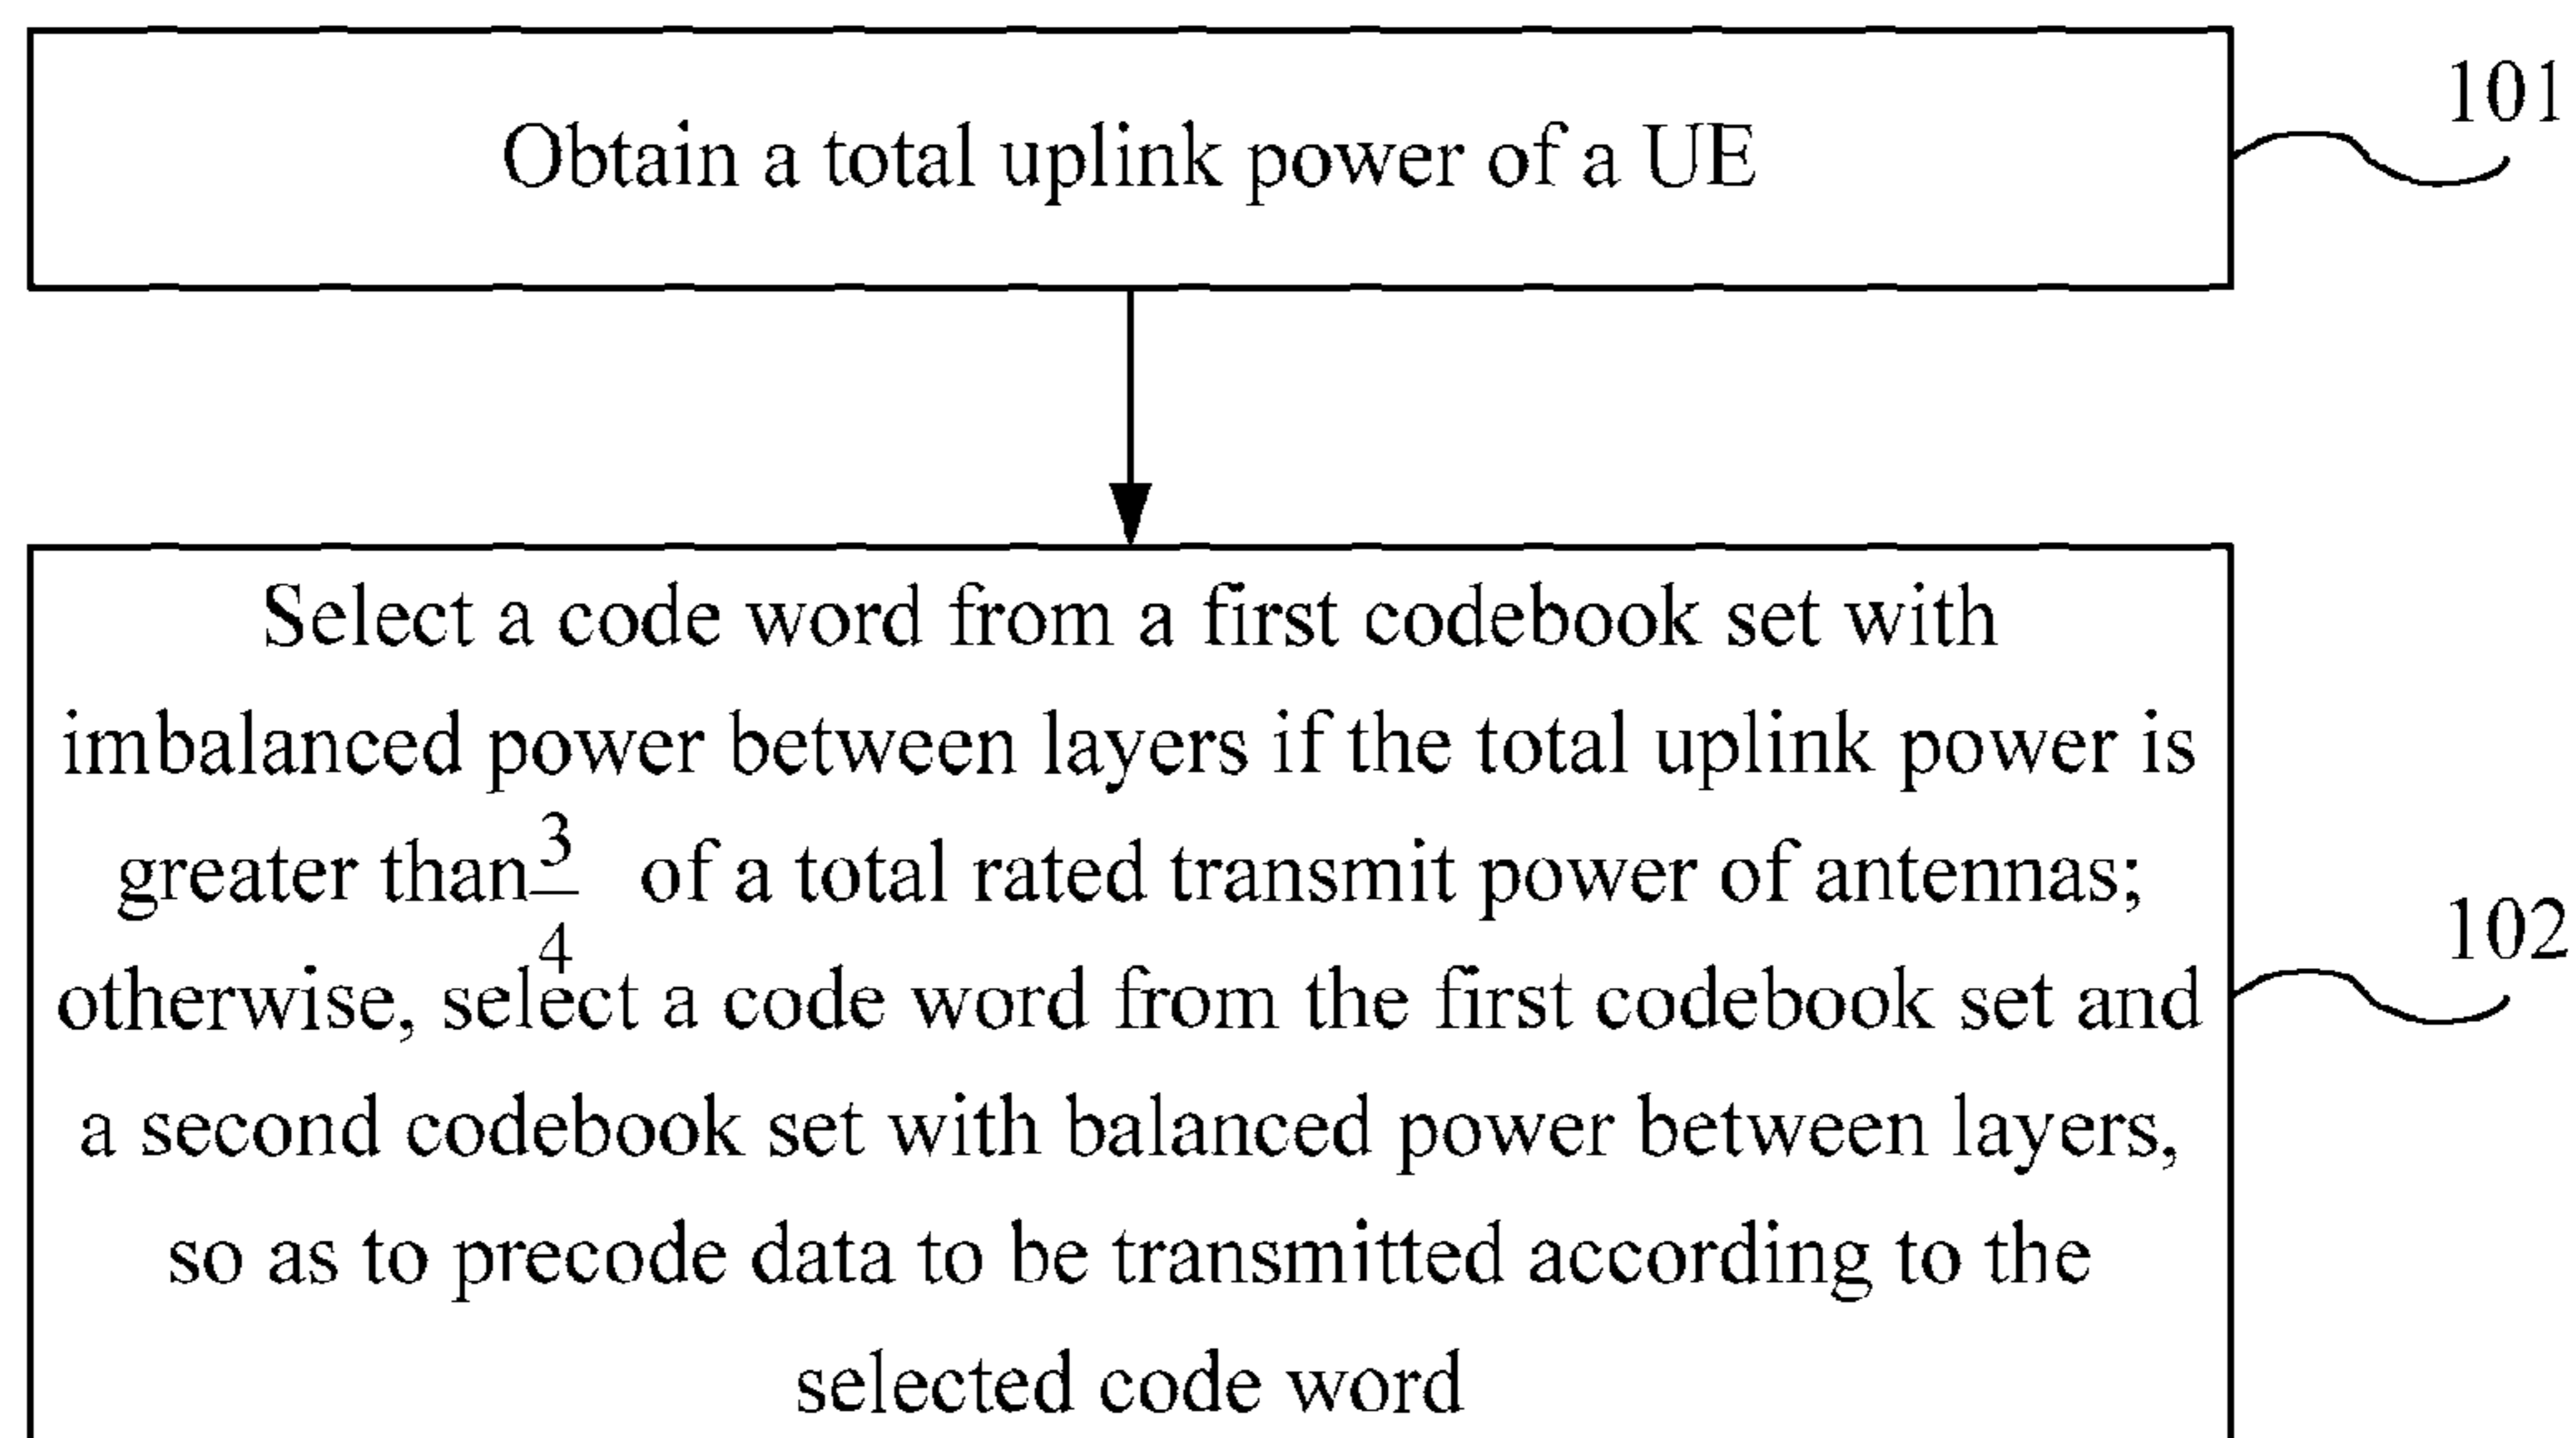 Obtain a total uplink power of a UE
101
Select a code word from a first codebook set with
imbalanced power between layers if the total uplink power is
greater than 3/4 of a total rated transmit power of antennas;
otherwise, select a code word from the first codebook set and
102
a second codebook set with balanced power between layers,
so as to precode data to be transmitted according to the
selected code word